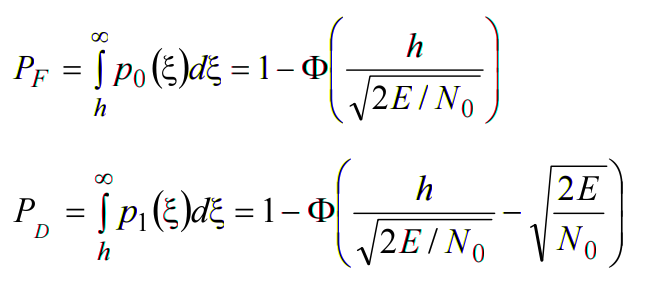 P_F = ∫_h^∞ p_0(ξ)dξ = 1 − Φ(h / √(2E / N_0))
P_D = ∫_h^∞ p_1(ξ)dξ = 1 − Φ(h / √(2E / N_0) − √(2E / N_0))